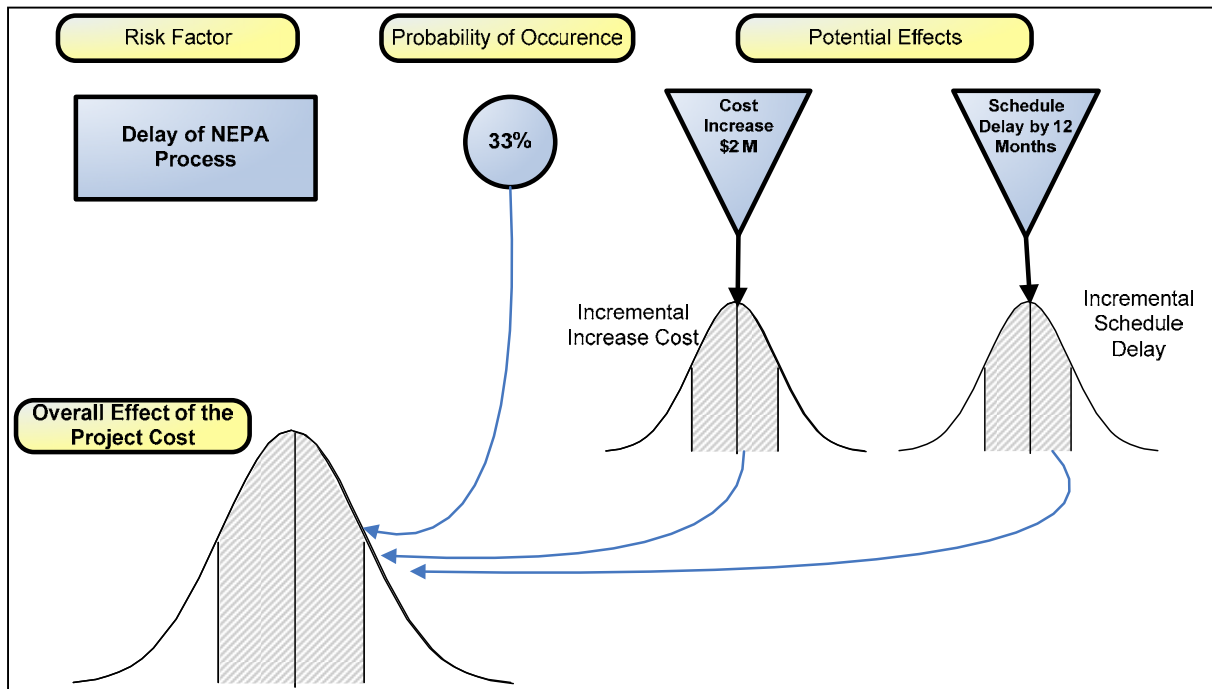 Risk Factor
Probability of Occurence
Potential Effects
Delay of NEPA
Process
33%
Cost
Increase
$2 M
Schedule
Delay by 12
Months
Incremental
Increase Cost
Incremental
Schedule
Delay
Overall Effect of the
Project Cost